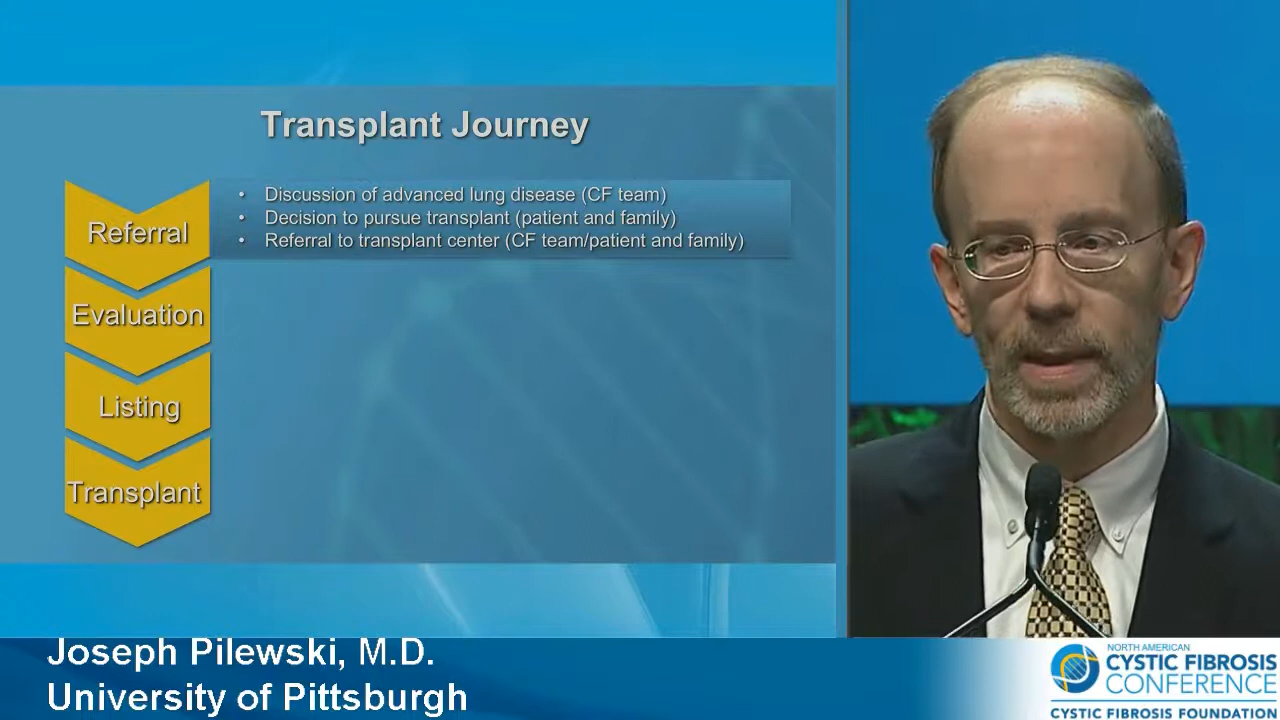 Transplant Journey
Referral
• Discussion of advanced lung disease (CF team)
• Decision to pursue transplant (patient and family)
• Referral to transplant center (CF team/patient and family)
Evaluation
Listing
Transplant
Joseph Pilewski, M.D.
University of Pittsburgh
NORTH AMERICAN
CYSTIC FIBROSIS
CONFERENCE
CYSTIC FIBROSIS FOUNDATION